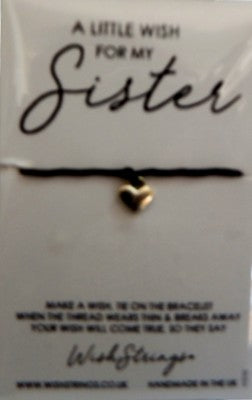 A LITTLE WISH
FOR MY
Sister
MAKE A WISH, TIE ON THE BRACELET
WHEN THE THREAD WEARS THIN & BREAKS AWAY
YOUR WISH WILL COME TRUE, SO THEY SAY
WishStrings
WWW.WISHSTRINGS.CO.UK HANDMADE IN THE UK